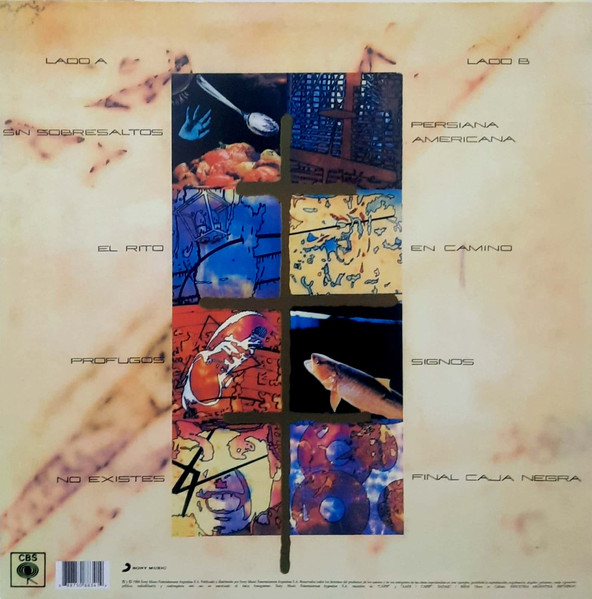 LADO A
LADO B
SIN SOBRESALTOS
PERSIANA
AMERICANA
EL RITO
EN CAMINO
PROFUGOS
SIGNOS
NO EXISTES
FINAL CAJA NEGRA
CBS
SONY MUSIC